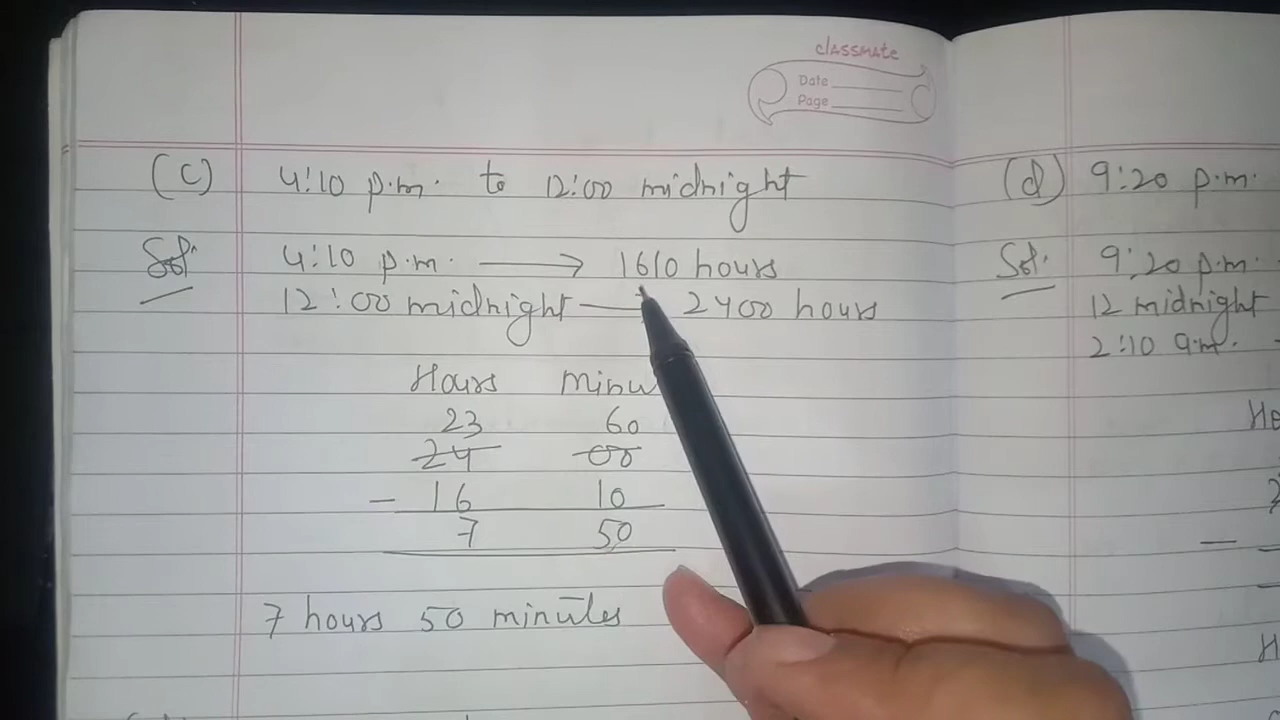 classmate
Date
Page
(c) 4:10 p.m. to 12:00 midnight
Sol. 4:10 p.m. → 1610 hours
12:00 midnight → 2400 hours
Hours Minu
23 60
24 00
- 16 10
7 50
7 hours 50 minutes
(d) 9:20 p.m.
Sol. 9:20 p.m.
12 midnight
2:10 a.m.